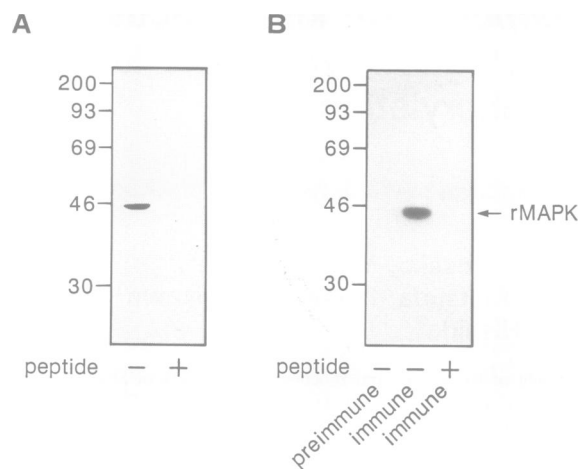 A
200
93
69
46
30
peptide − +
B
200
93
69
46
30
← rMAPK
peptide − − +
preimmune
immune
immune